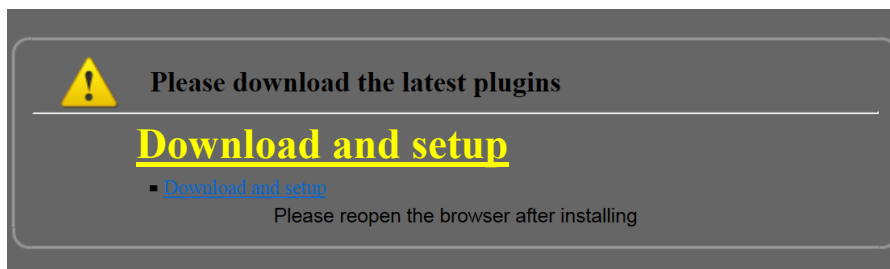 Please download the latest plugins
Download and setup
Download and setup
Please reopen the browser after installing